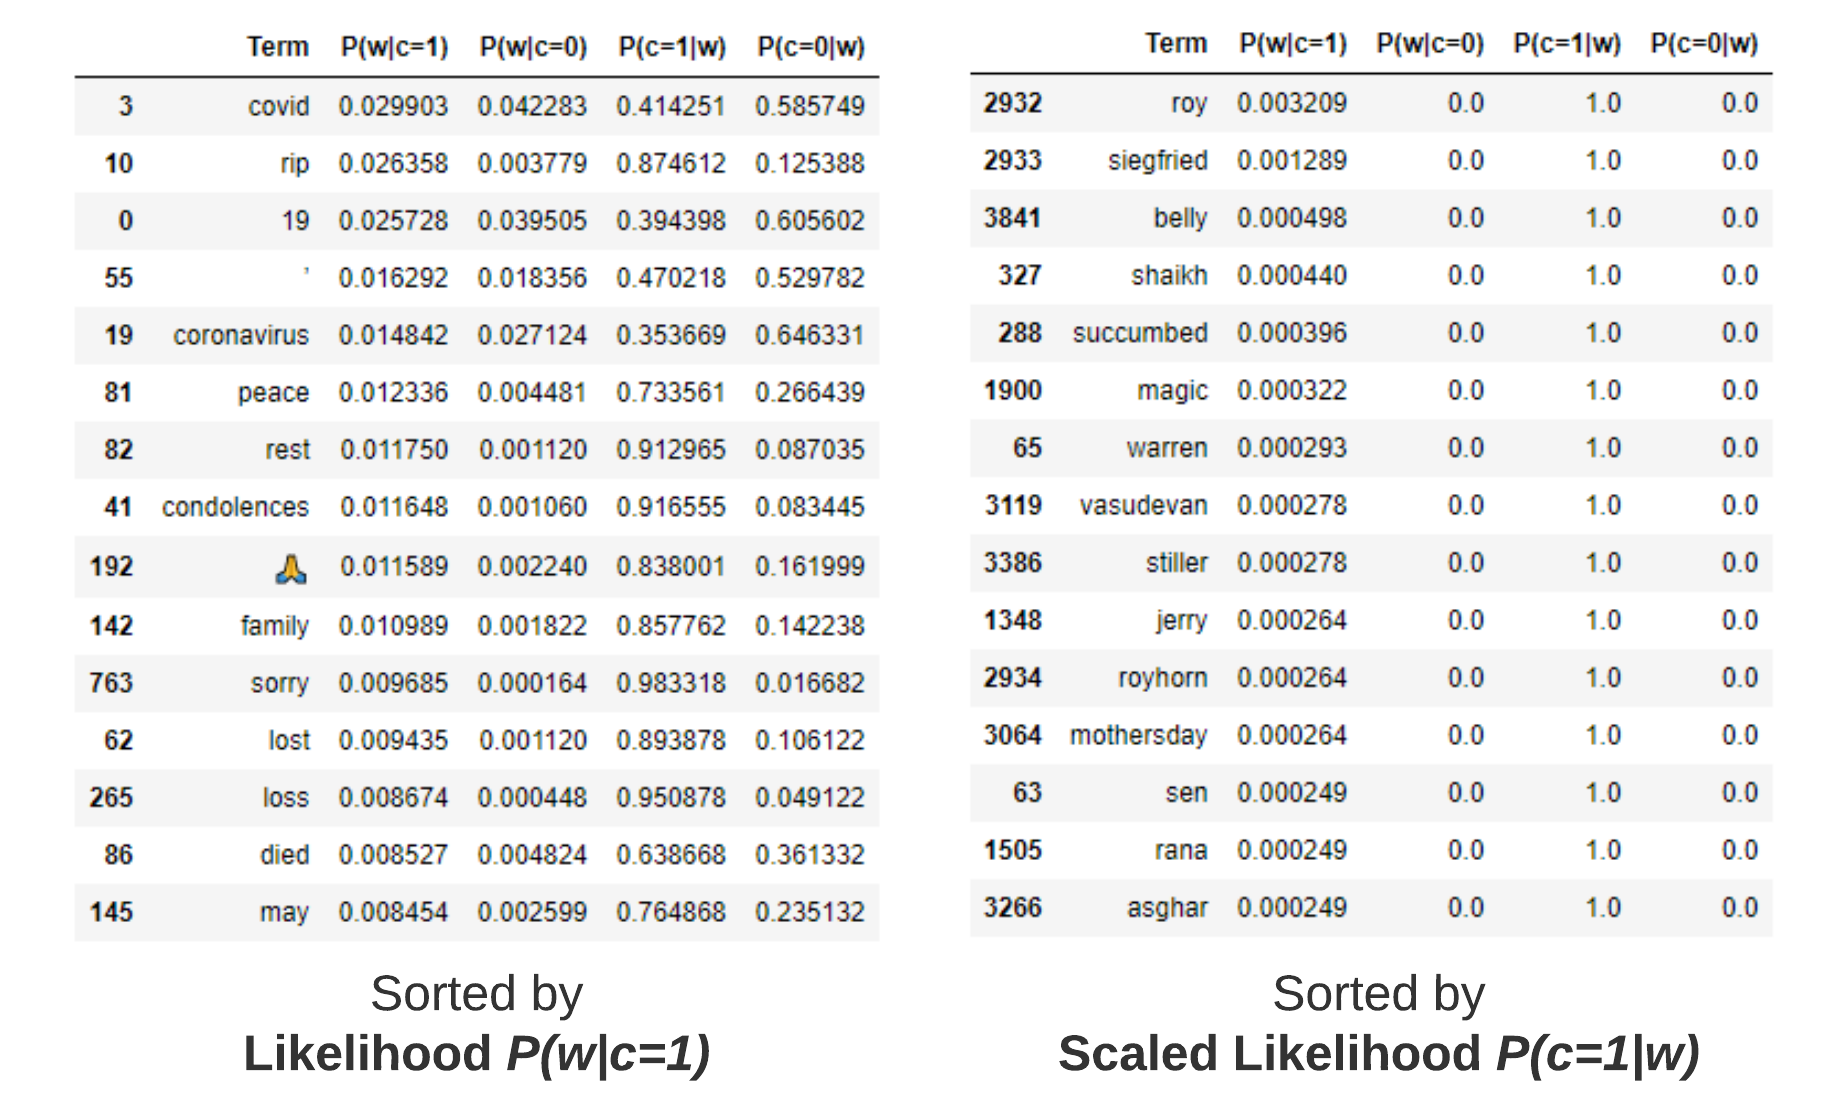 Term P(w|c=1) P(w|c=0) P(c=1|w) P(c=0|w)
3 covid 0.029903 0.042283 0.414251 0.585749
10 rip 0.026358 0.003779 0.874612 0.125388
0 19 0.025728 0.039505 0.394398 0.605602
55 ’ 0.016292 0.018356 0.470218 0.529782
19 coronavirus 0.014842 0.027124 0.353669 0.646331
81 peace 0.012336 0.004481 0.733561 0.266439
82 rest 0.011750 0.001120 0.912965 0.087035
41 condolences 0.011648 0.001060 0.916555 0.083445
192 🙏 0.011589 0.002240 0.838001 0.161999
142 family 0.010989 0.001822 0.857762 0.142238
763 sorry 0.009685 0.000164 0.983318 0.016682
62 lost 0.009435 0.001120 0.893878 0.106122
265 loss 0.008674 0.000448 0.950878 0.049122
86 died 0.008527 0.004824 0.638668 0.361332
145 may 0.008454 0.002599 0.764868 0.235132
Sorted by
Likelihood P(w|c=1)
Term P(w|c=1) P(w|c=0) P(c=1|w) P(c=0|w)
2932 roy 0.003209 0.0 1.0 0.0
2933 siegfried 0.001289 0.0 1.0 0.0
3841 belly 0.000498 0.0 1.0 0.0
327 shaikh 0.000440 0.0 1.0 0.0
288 succumbed 0.000396 0.0 1.0 0.0
1900 magic 0.000322 0.0 1.0 0.0
65 warren 0.000293 0.0 1.0 0.0
3119 vasudevan 0.000278 0.0 1.0 0.0
3386 stiller 0.000278 0.0 1.0 0.0
1348 jerry 0.000264 0.0 1.0 0.0
2934 royhorn 0.000264 0.0 1.0 0.0
3064 mothersday 0.000264 0.0 1.0 0.0
63 sen 0.000249 0.0 1.0 0.0
1505 rana 0.000249 0.0 1.0 0.0
3266 asghar 0.000249 0.0 1.0 0.0
Sorted by
Scaled Likelihood P(c=1|w)